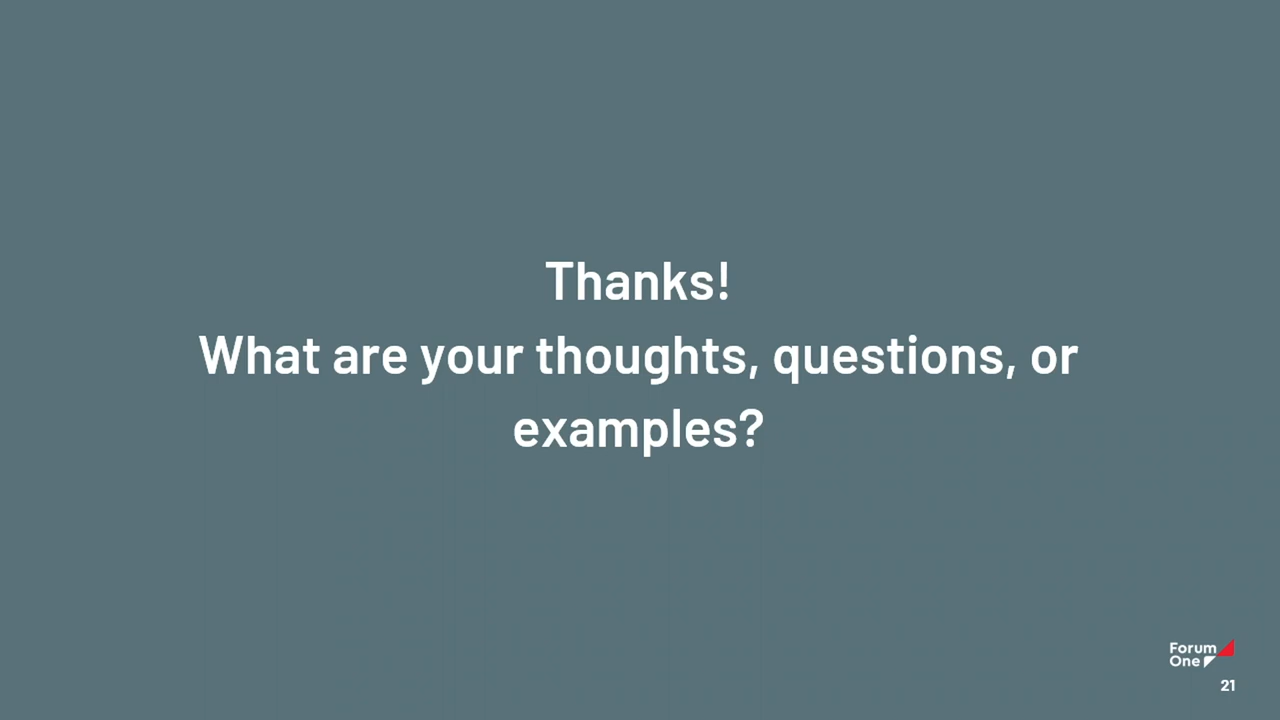 Thanks!
What are your thoughts, questions, or
examples?
Forum
One
21